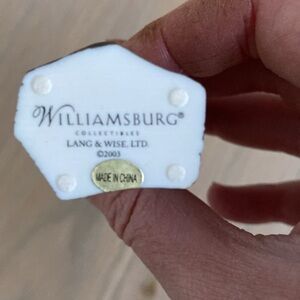 WILLIAMSBURG®
COLLECTIBLES
LANG & WISE, LTD.
©2003
MADE IN CHINA